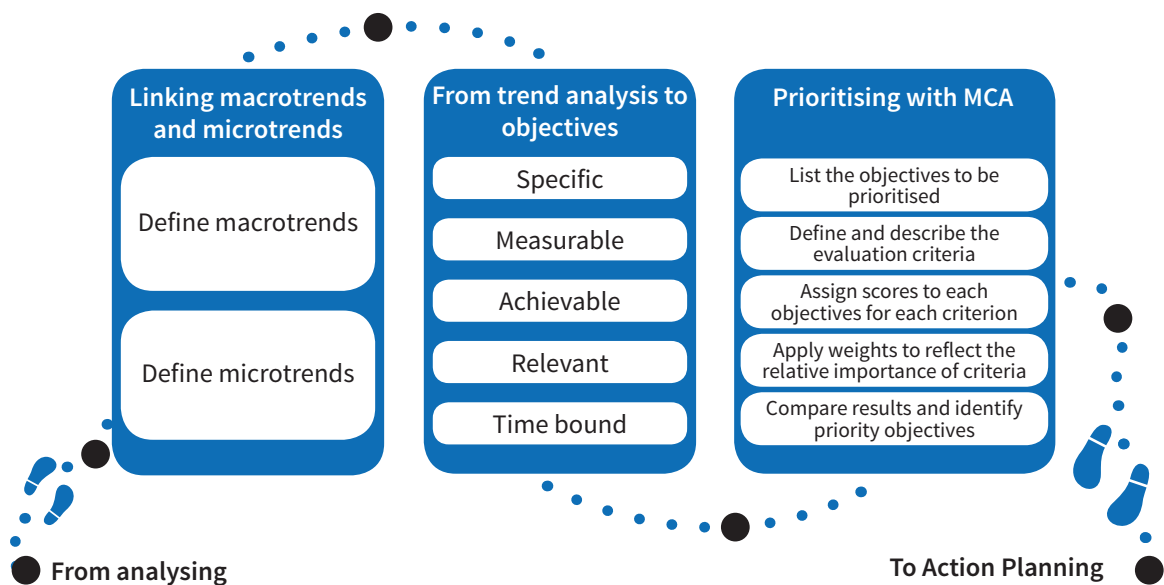 Linking macrotrends
and microtrends
Define macrotrends
Define microtrends
From trend analysis to
objectives
Specific
Measurable
Achievable
Relevant
Time bound
Prioritising with MCA
List the objectives to be
prioritised
Define and describe the
evaluation criteria
Assign scores to each
objectives for each criterion
Apply weights to reflect the
relative importance of criteria
Compare results and identify
priority objectives
From analysing
To Action Planning